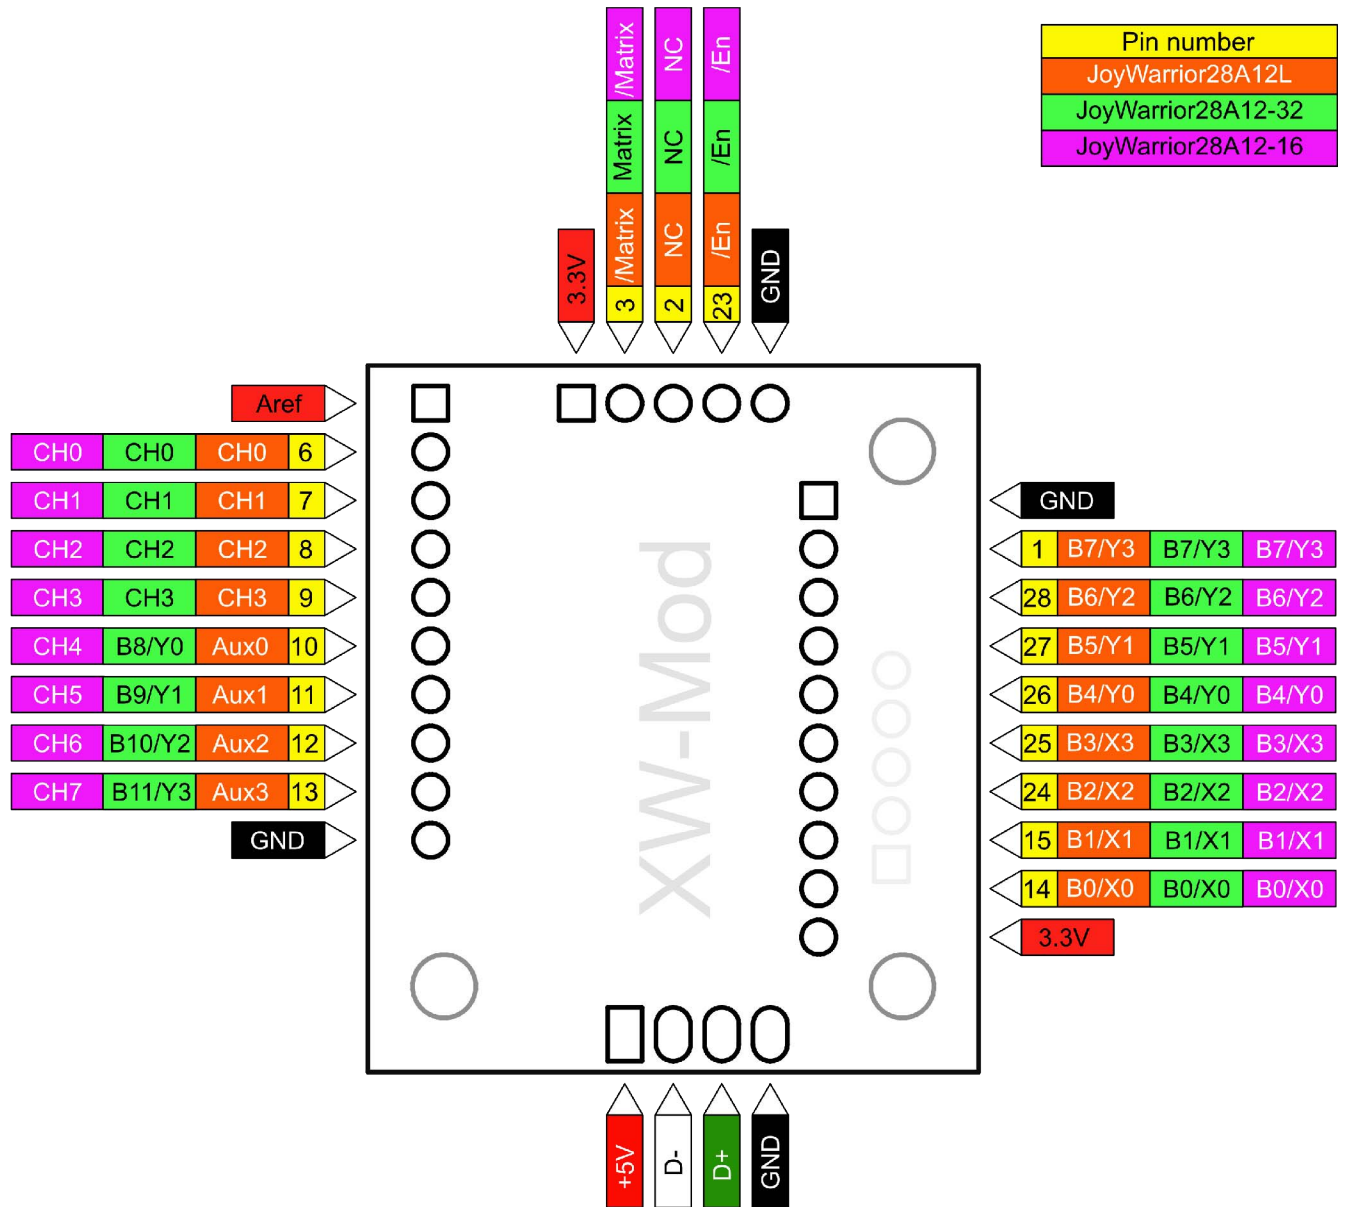 Pin number
JoyWarrior28A12L
JoyWarrior28A12-32
JoyWarrior28A12-16
3.3V
3 /Matrix Matrix /Matrix
2 NC NC NC
23 /En /En /En
GND
Aref
CH0 CH0 CH0 6
CH1 CH1 CH1 7
CH2 CH2 CH2 8
CH3 CH3 CH3 9
CH4 B8/Y0 Aux0 10
CH5 B9/Y1 Aux1 11
CH6 B10/Y2 Aux2 12
CH7 B11/Y3 Aux3 13
GND
XW-Mod
GND
1 B7/Y3 B7/Y3 B7/Y3
28 B6/Y2 B6/Y2 B6/Y2
27 B5/Y1 B5/Y1 B5/Y1
26 B4/Y0 B4/Y0 B4/Y0
25 B3/X3 B3/X3 B3/X3
24 B2/X2 B2/X2 B2/X2
15 B1/X1 B1/X1 B1/X1
14 B0/X0 B0/X0 B0/X0
3.3V
+5V
D-
D+
GND